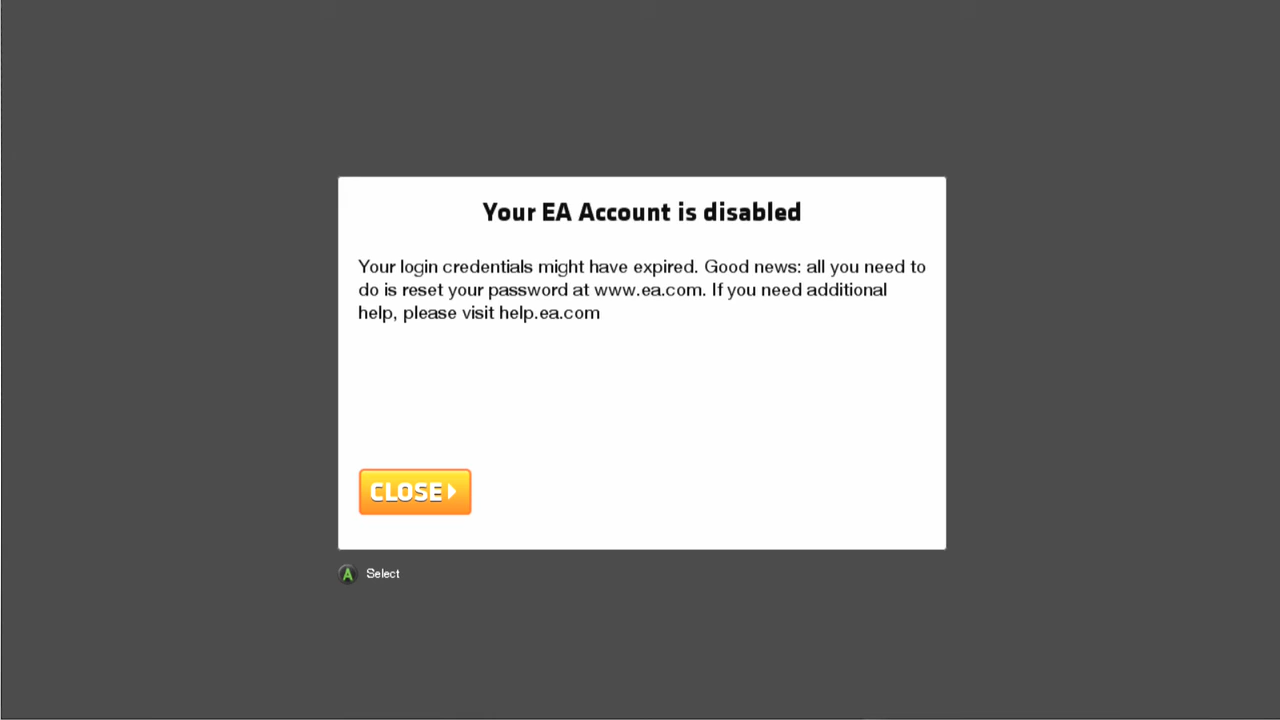 Your EA Account is disabled
Your login credentials might have expired. Good news: all you need to
do is reset your password at www.ea.com. If you need additional
help, please visit help.ea.com
CLOSE
A Select